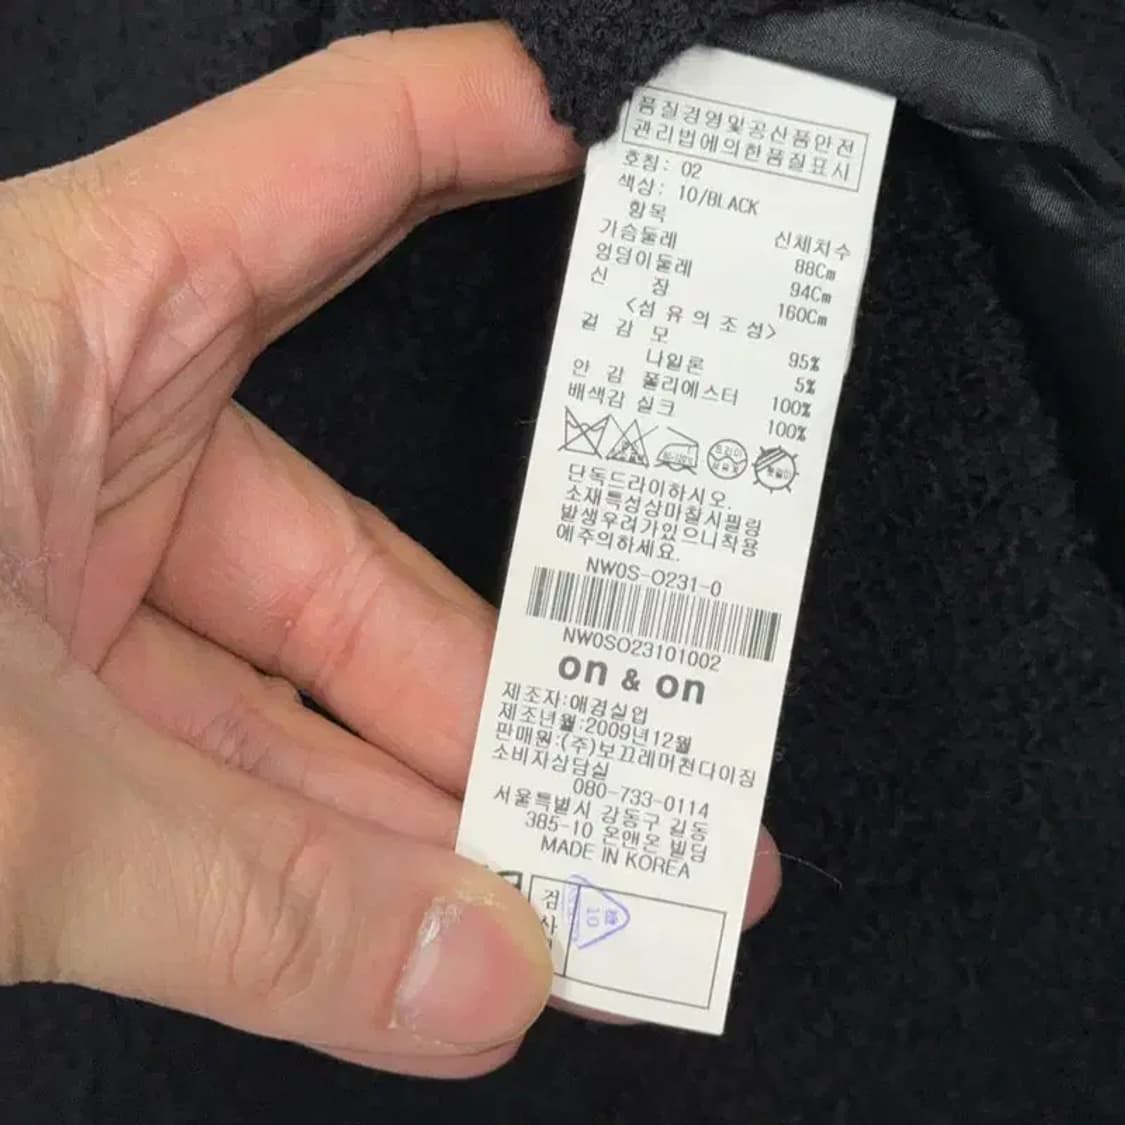 품질경영및공산품안전
관리법에의한품질표시
호칭: 02
색상: 10/BLACK
항목 신체치수
가슴둘레 88Cm
엉덩이둘레 94Cm
신 장 160Cm
<섬 유 의 조 성>
겉 감 모 95%
나일론 5%
안 감 폴리에스터 100%
배색감 실크 100%
드라이
단독드라이하시오.
소재특성상마찰시필링
발생우려가있으니착용
에주의하세요.
NW0S-O231-0
NW0SO23101002
on & on
제조자:애경실업
제조년월:2009년12월
판매원:(주)보끄레머천다이징
소비자상담실
080-733-0114
서울특별시 강동구 길동
385-10 온앤온 빌딩
MADE IN KOREA
검
사
10